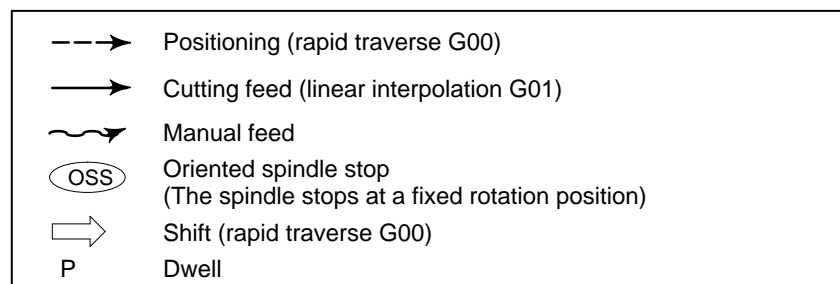 Positioning (rapid traverse G00)
Cutting feed (linear interpolation G01)
Manual feed
OSS Oriented spindle stop
(The spindle stops at a fixed rotation position)
Shift (rapid traverse G00)
P Dwell